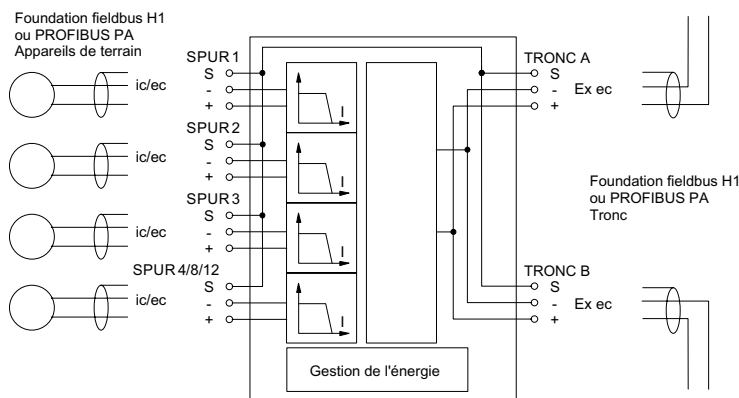 Foundation fieldbus H1
ou PROFIBUS PA
Appareils de terrain
SPUR 1
S
-
+
ic/ec
SPUR 2
S
-
+
ic/ec
SPUR 3
S
-
+
ic/ec
SPUR 4/8/12
S
-
+
ic/ec
I
I
I
I
Gestion de l'énergie
TRONC A
S
-
+
Ex ec
Foundation fieldbus H1
ou PROFIBUS PA
Tronc
TRONC B
S
-
+
Ex ec